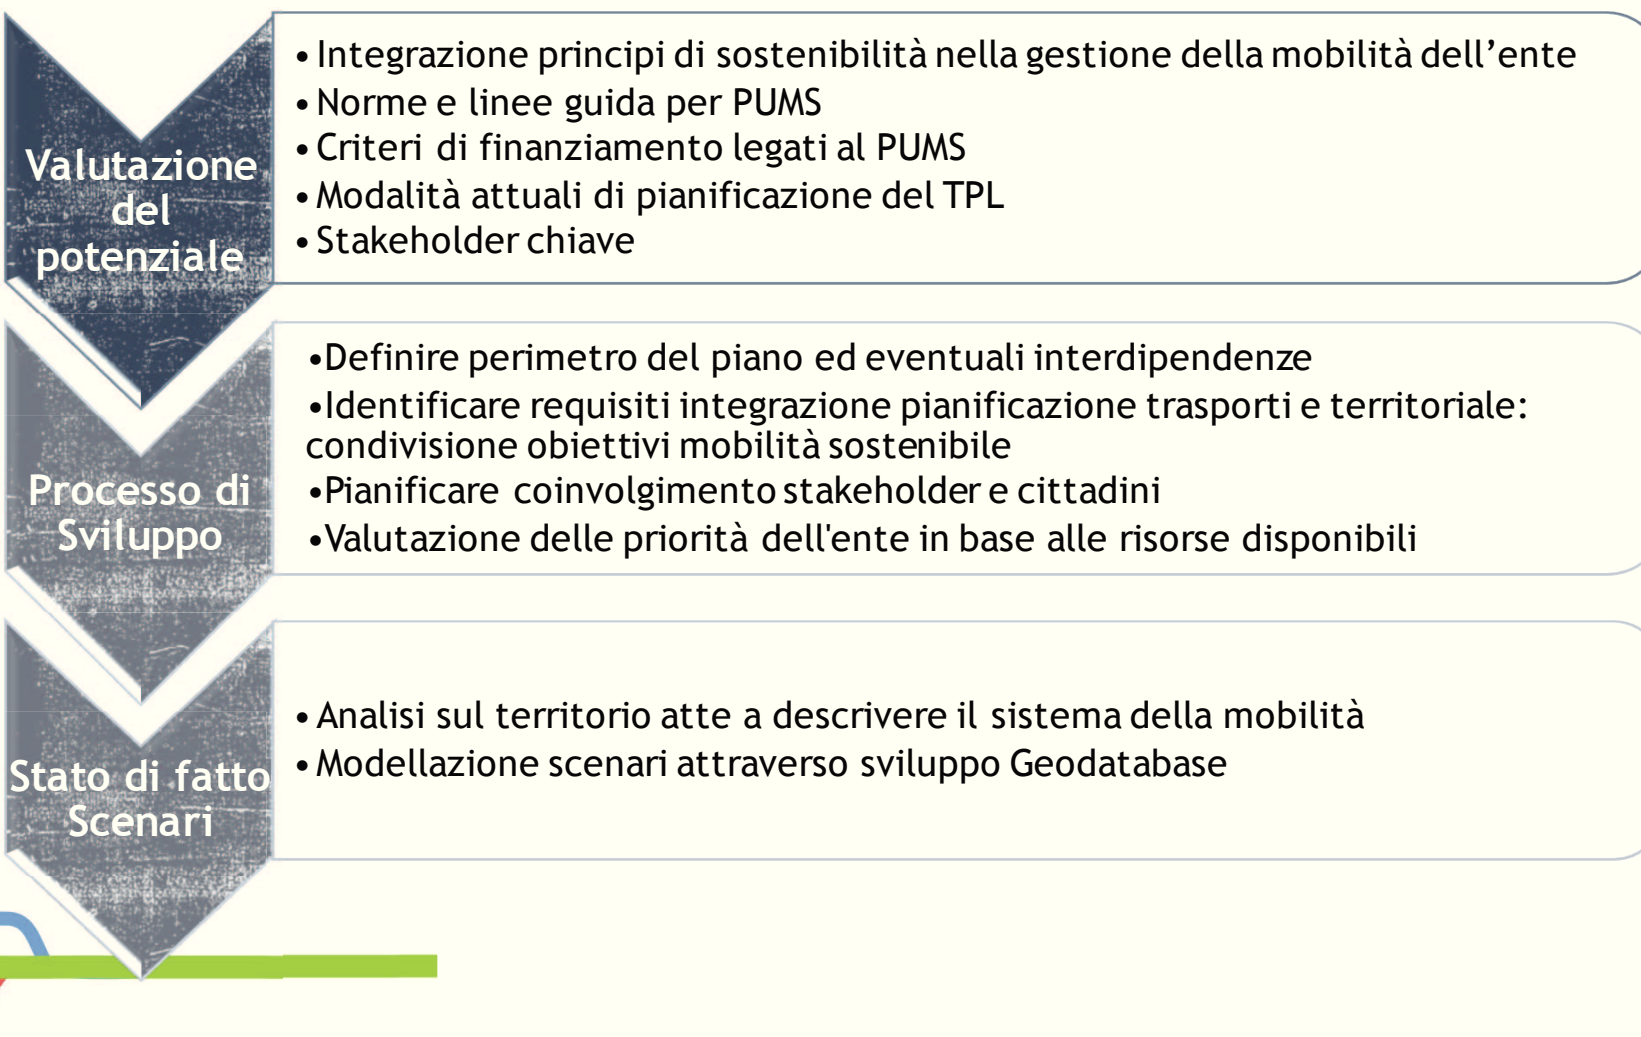 Valutazione
del
potenziale
• Integrazione principi di sostenibilità nella gestione della mobilità dell’ente
• Norme e linee guida per PUMS
• Criteri di finanziamento legati al PUMS
• Modalità attuali di pianificazione del TPL
• Stakeholder chiave
Processo di
Sviluppo
•Definire perimetro del piano ed eventuali interdipendenze
•Identificare requisiti integrazione pianificazione trasporti e territoriale:
condivisione obiettivi mobilità sostenibile
•Pianificare coinvolgimento stakeholder e cittadini
•Valutazione delle priorità dell'ente in base alle risorse disponibili
Stato di fatto
Scenari
• Analisi sul territorio atte a descrivere il sistema della mobilità
• Modellazione scenari attraverso sviluppo Geodatabase